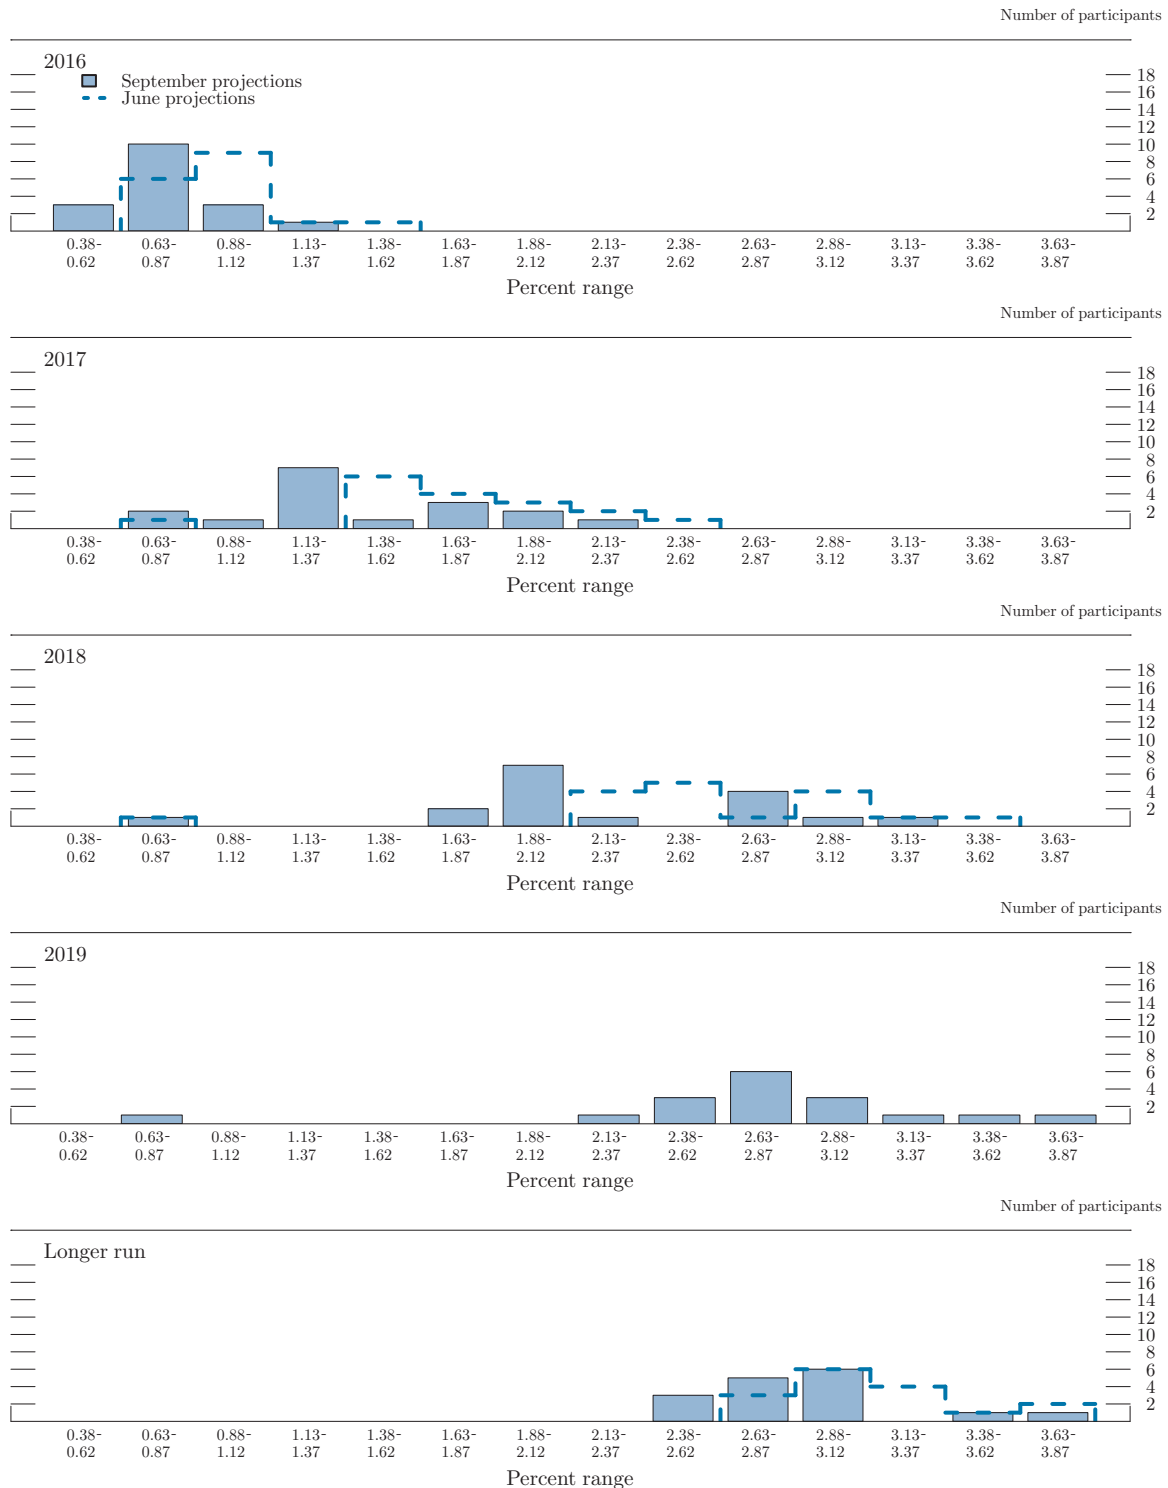 Number of participants
2016
September projections
June projections
18
16
14
12
10
8
6
4
2
0.38- 0.63- 0.88- 1.13- 1.38- 1.63- 1.88- 2.13- 2.38- 2.63- 2.88- 3.13- 3.38- 3.63-
0.62 0.87 1.12 1.37 1.62 1.87 2.12 2.37 2.62 2.87 3.12 3.37 3.62 3.87
Percent range
Number of participants
2017
18
16
14
12
10
8
6
4
2
0.38- 0.63- 0.88- 1.13- 1.38- 1.63- 1.88- 2.13- 2.38- 2.63- 2.88- 3.13- 3.38- 3.63-
0.62 0.87 1.12 1.37 1.62 1.87 2.12 2.37 2.62 2.87 3.12 3.37 3.62 3.87
Percent range
Number of participants
2018
18
16
14
12
10
8
6
4
2
0.38- 0.63- 0.88- 1.13- 1.38- 1.63- 1.88- 2.13- 2.38- 2.63- 2.88- 3.13- 3.38- 3.63-
0.62 0.87 1.12 1.37 1.62 1.87 2.12 2.37 2.62 2.87 3.12 3.37 3.62 3.87
Percent range
Number of participants
2019
18
16
14
12
10
8
6
4
2
0.38- 0.63- 0.88- 1.13- 1.38- 1.63- 1.88- 2.13- 2.38- 2.63- 2.88- 3.13- 3.38- 3.63-
0.62 0.87 1.12 1.37 1.62 1.87 2.12 2.37 2.62 2.87 3.12 3.37 3.62 3.87
Percent range
Number of participants
Longer run
18
16
14
12
10
8
6
4
2
0.38- 0.63- 0.88- 1.13- 1.38- 1.63- 1.88- 2.13- 2.38- 2.63- 2.88- 3.13- 3.38- 3.63-
0.62 0.87 1.12 1.37 1.62 1.87 2.12 2.37 2.62 2.87 3.12 3.37 3.62 3.87
Percent range